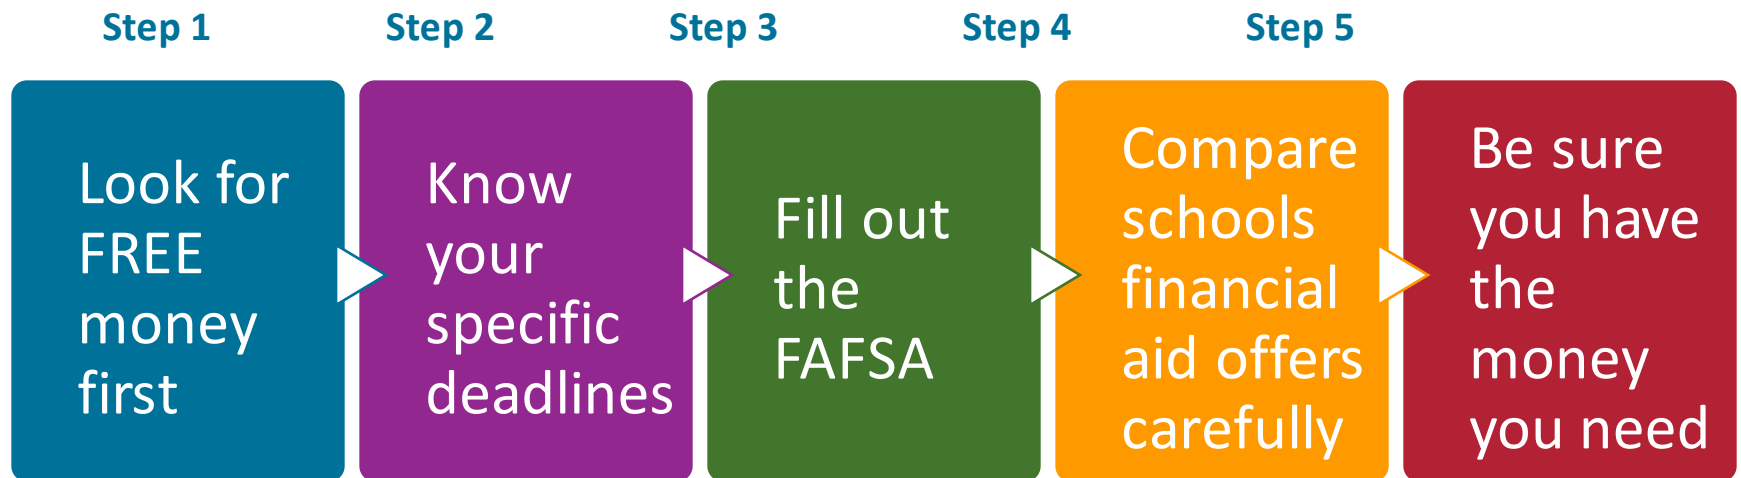 Step 1
Step 2
Step 3
Step 4
Step 5
Look for
FREE
money
first
Know
your
specific
deadlines
Fill out
the
FAFSA
Compare
schools
financial
aid offers
carefully
Be sure
you have
the
money
you need